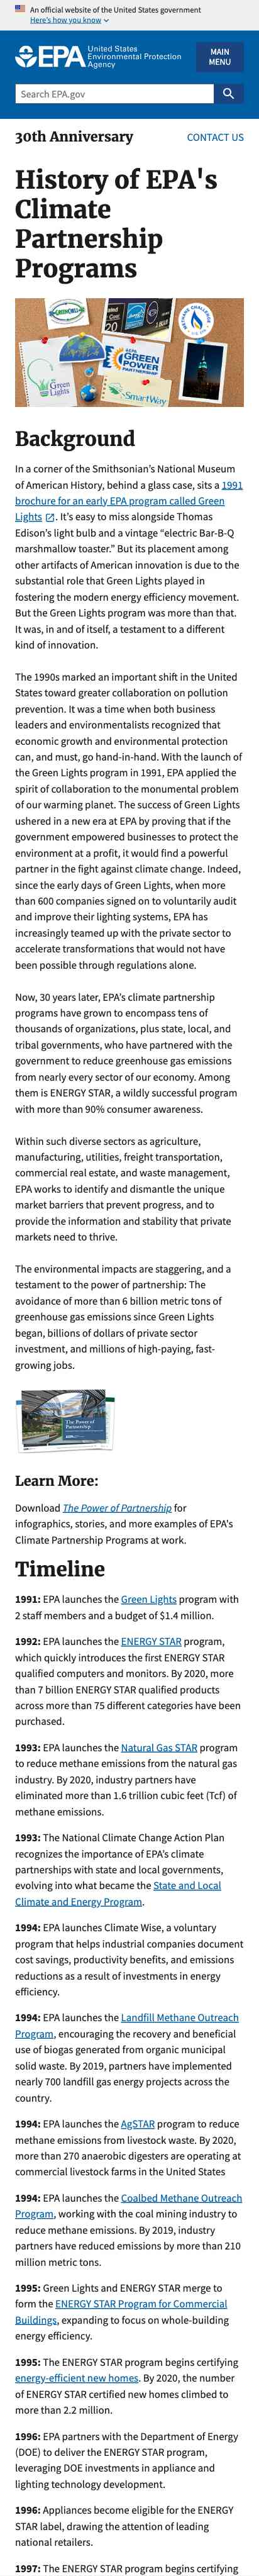 An official website of the United States government
Here's how you know
EPA United States
Environmental Protection
Agency
MAIN
MENU
Search EPA.gov
30th Anniversary
CONTACT US
History of EPA's
Climate
Partnership
Programs
Green Lights
EPA
GREEN
POWER
PARTNERSHIP
SmartWay
Background
In a corner of the Smithsonian’s National Museum
of American History, behind a glass case, sits a 1991
brochure for an early EPA program called Green
Lights . It’s easy to miss alongside Thomas
Edison’s light bulb and a vintage “electric Bar-B-Q
marshmallow toaster.” But its placement among
other artifacts of American innovation is due to the
substantial role that Green Lights played in
fostering the modern energy efficiency movement.
But the Green Lights program was more than that.
It was, in and of itself, a testament to a different
kind of innovation.
The 1990s marked an important shift in the United
States toward greater collaboration on pollution
prevention. It was a time when both business
leaders and environmentalists recognized that
economic growth and environmental protection
can, and must, go hand-in-hand. With the launch of
the Green Lights program in 1991, EPA applied the
spirit of collaboration to the monumental problem
of our warming planet. The success of Green Lights
ushered in a new era at EPA by proving that if the
government empowered businesses to protect the
environment at a profit, it would find a powerful
partner in the fight against climate change. Indeed,
since the early days of Green Lights, when more
than 600 companies signed on to voluntarily audit
and improve their lighting systems, EPA has
increasingly teamed up with the private sector to
accelerate transformations that would not have
been possible through regulations alone.
Now, 30 years later, EPA’s climate partnership
programs have grown to encompass tens of
thousands of organizations, plus state, local, and
tribal governments, who have partnered with the
government to reduce greenhouse gas emissions
from nearly every sector of our economy. Among
them is ENERGY STAR, a wildly successful program
with more than 90% consumer awareness.
Within such diverse sectors as agriculture,
manufacturing, utilities, freight transportation,
commercial real estate, and waste management,
EPA works to identify and dismantle the unique
market barriers that prevent progress, and to
provide the information and stability that private
markets need to thrive.
The environmental impacts are staggering, and a
testament to the power of partnership: The
avoidance of more than 6 billion metric tons of
greenhouse gas emissions since Green Lights
began, billions of dollars of private sector
investment, and millions of high-paying, fast-
growing jobs.
The Power of
Partnership
Learn More:
Download The Power of Partnership for
infographics, stories, and more examples of EPA's
Climate Partnership Programs at work.
Timeline
1991: EPA launches the Green Lights program with
2 staff members and a budget of $1.4 million.
1992: EPA launches the ENERGY STAR program,
which quickly introduces the first ENERGY STAR
qualified computers and monitors. By 2020, more
than 7 billion ENERGY STAR qualified products
across more than 75 different categories have been
purchased.
1993: EPA launches the Natural Gas STAR program
to reduce methane emissions from the natural gas
industry. By 2020, industry partners have
eliminated more than 1.6 trillion cubic feet (Tcf) of
methane emissions.
1993: The National Climate Change Action Plan
recognizes the importance of EPA’s climate
partnerships with state and local governments,
evolving into what became the State and Local
Climate and Energy Program.
1994: EPA launches Climate Wise, a voluntary
program that helps industrial companies document
cost savings, productivity benefits, and emissions
reductions as a result of investments in energy
efficiency.
1994: EPA launches the Landfill Methane Outreach
Program, encouraging the recovery and beneficial
use of biogas generated from organic municipal
solid waste. By 2019, partners have implemented
nearly 700 landfill gas energy projects across the
country.
1994: EPA launches the AgSTAR program to reduce
methane emissions from livestock waste. By 2020,
more than 270 anaerobic digesters are operating at
commercial livestock farms in the United States
1994: EPA launches the Coalbed Methane Outreach
Program, working with the coal mining industry to
reduce methane emissions. By 2019, industry
partners have reduced emissions by more than 210
million metric tons.
1995: Green Lights and ENERGY STAR merge to
form the ENERGY STAR Program for Commercial
Buildings, expanding to focus on whole-building
energy efficiency.
1995: The ENERGY STAR program begins certifying
energy-efficient new homes. By 2020, the number
of ENERGY STAR certified new homes climbed to
more than 2.2 million.
1996: EPA partners with the Department of Energy
(DOE) to deliver the ENERGY STAR program,
leveraging DOE investments in appliance and
lighting technology development.
1996: Appliances become eligible for the ENERGY
STAR label, drawing the attention of leading
national retailers.
1997: The ENERGY STAR program begins certifying